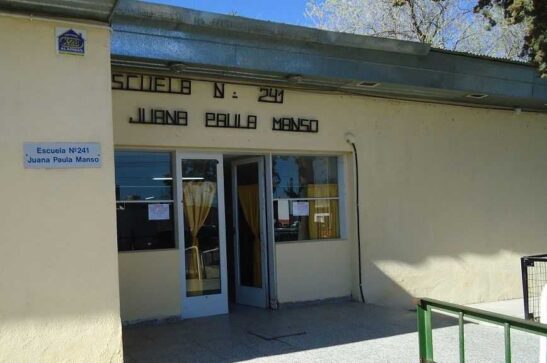 ESCUELA N- 241
JUANA PAULA MANSO
Escuela Nº241
"Juana Paula Manso"